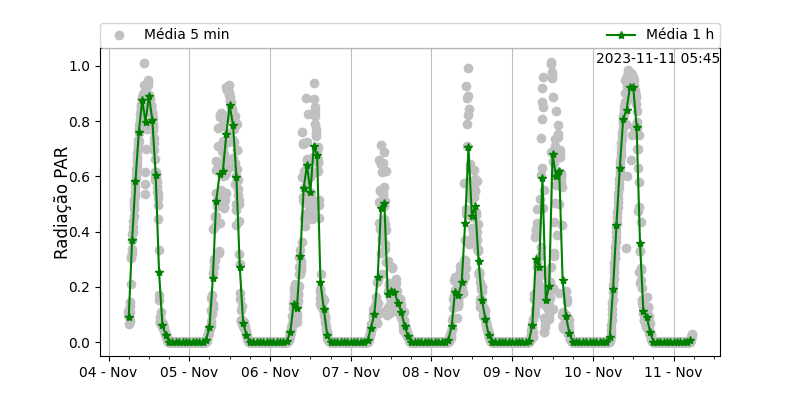 Média 5 min
Média 1 h
2023-11-11 05:45
Radiação PAR
1.0
0.8
0.6
0.4
0.2
0.0
04 - Nov
05 - Nov
06 - Nov
07 - Nov
08 - Nov
09 - Nov
10 - Nov
11 - Nov